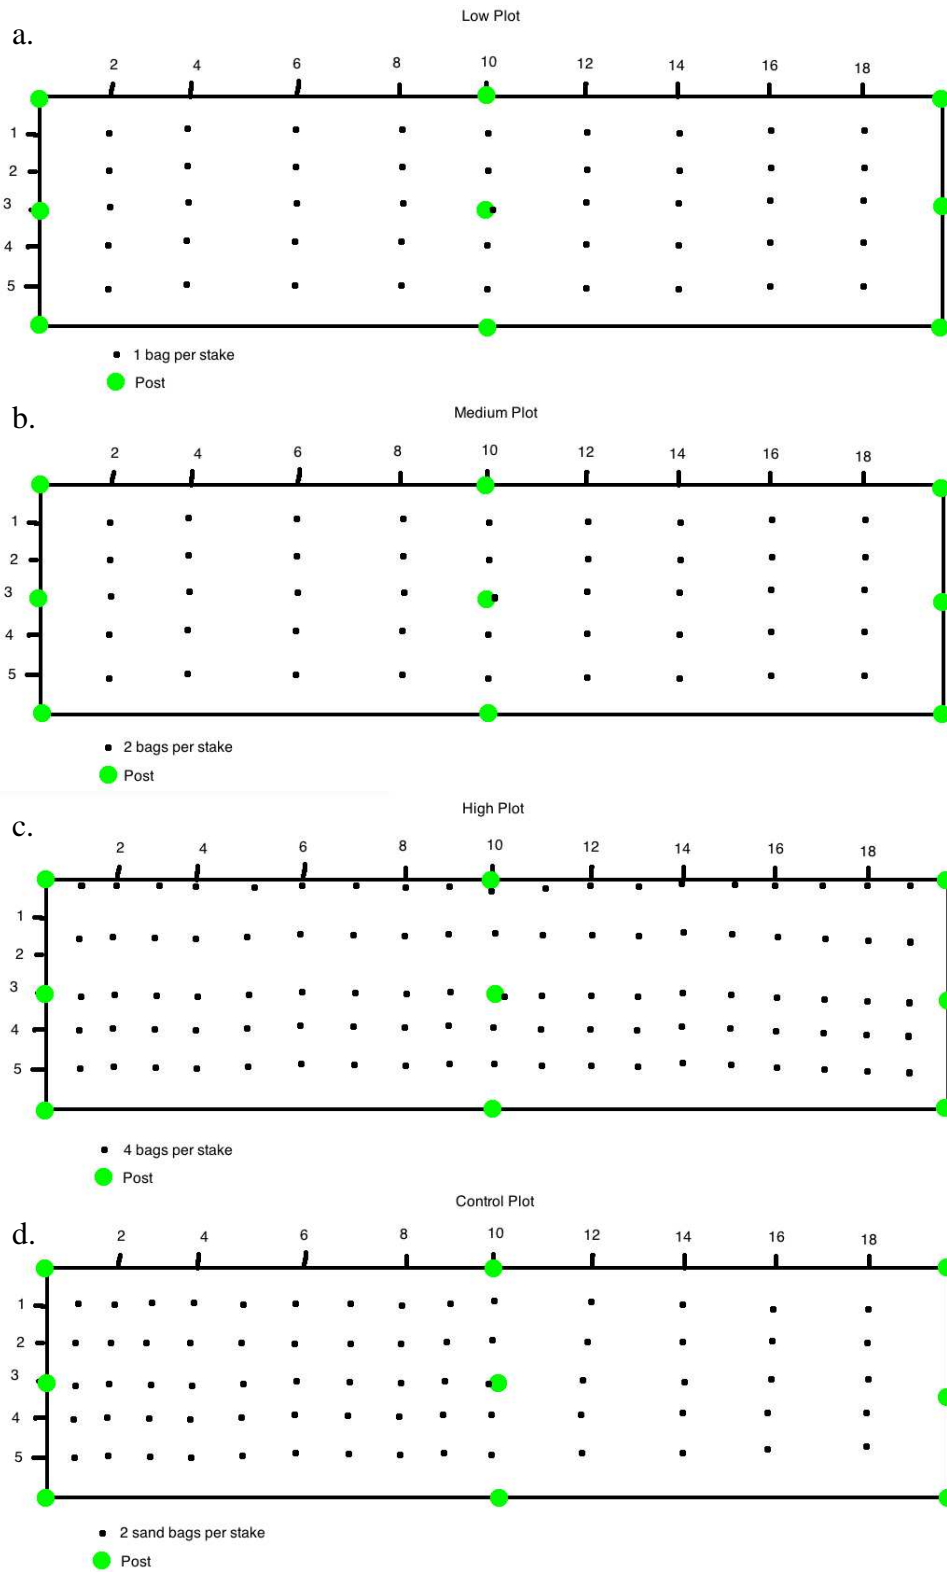 Low Plot
a.
2 4 6 8 10 12 14 16 18
1
2
3
4
5
1 bag per stake
Post
Medium Plot
b.
2 4 6 8 10 12 14 16 18
1
2
3
4
5
2 bags per stake
Post
High Plot
c.
2 4 6 8 10 12 14 16 18
1
2
3
4
5
4 bags per stake
Post
Control Plot
d.
2 4 6 8 10 12 14 16 18
1
2
3
4
5
2 sand bags per stake
Post